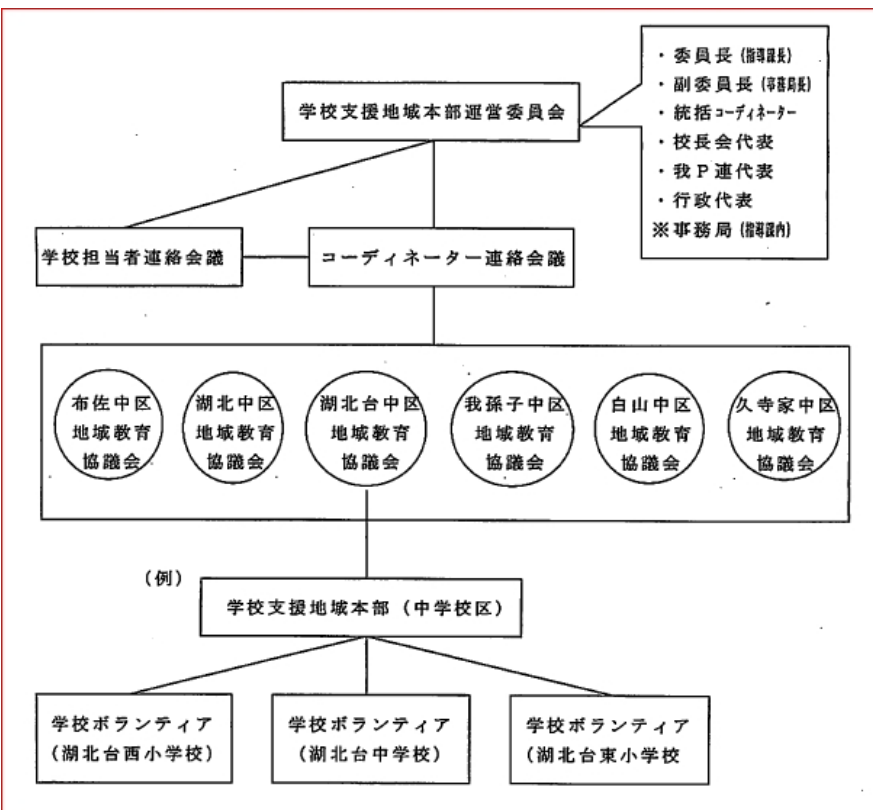 学校支援地域本部運営委員会
・委員長(指導課長)
・副委員長(事務局長)
・統括コーディネーター
・校長会代表
・我P連代表
・行政代表
※事務局(指導課内)
学校担当者連絡会議
コーディネーター連絡会議
布佐中区
地域教育
協議会
湖北中区
地域教育
協議会
湖北台中区
地域教育
協議会
我孫子中区
地域教育
協議会
白山中区
地域教育
協議会
久寺家中区
地域教育
協議会
(例)
学校支援地域本部(中学校区)
学校ボランティア
(湖北台西小学校)
学校ボランティア
(湖北台中学校)
学校ボランティア
(湖北台東小学校